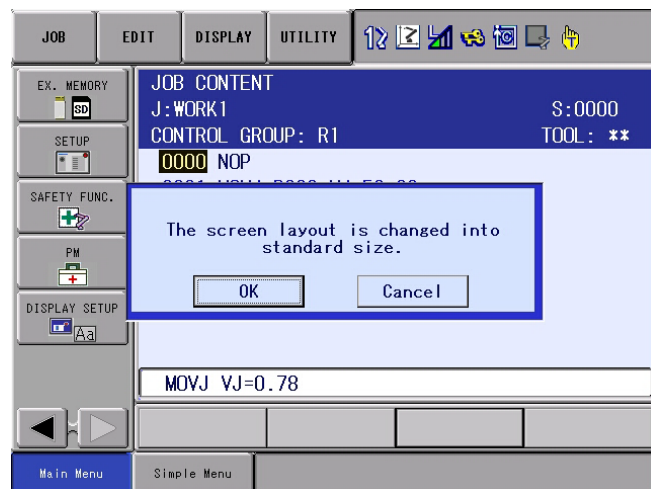 JOB
EDIT
DISPLAY
UTILITY
EX. MEMORY
SD
SETUP
SAFETY FUNC.
PM
DISPLAY SETUP
Aa
JOB CONTENT
J:WORK1 S:0000
CONTROL GROUP: R1 TOOL: **
0000 NOP
The screen layout is changed into
standard size.
OK Cancel
MOVJ VJ=0.78
Main Menu
Simple Menu